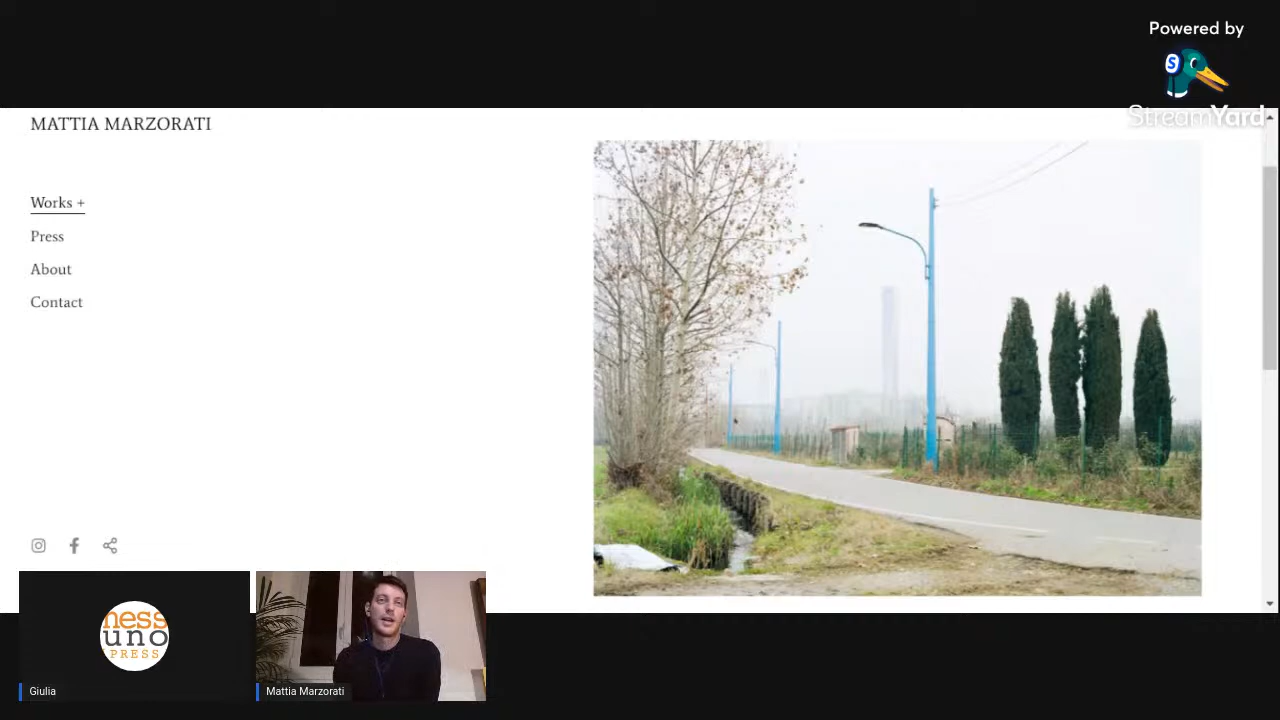 Powered by
S
StreamYard
MATTIA MARZORATI
Works +
Press
About
Contact
ness
uno
PRESS
Giulia
Mattia Marzorati